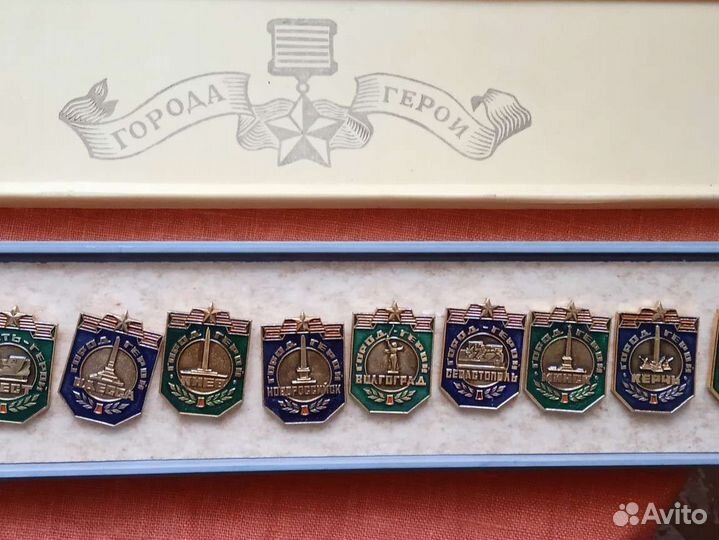 ГОРОДА ГЕРОИ
ГОРОД-ГЕРОЙ
ОДЕССА
ГОРОД-ГЕРОЙ
КИЕВ
ГОРОД-ГЕРОЙ
НОВОРОССИЙСК
ГОРОД-ГЕРОЙ
ВОЛГОГРАД
ГОРОД-ГЕРОЙ
СЕВАСТОПОЛЬ
ГОРОД-ГЕРОЙ
МИНСК
ГОРОД-ГЕРОЙ
КЕРЧЬ
Avito